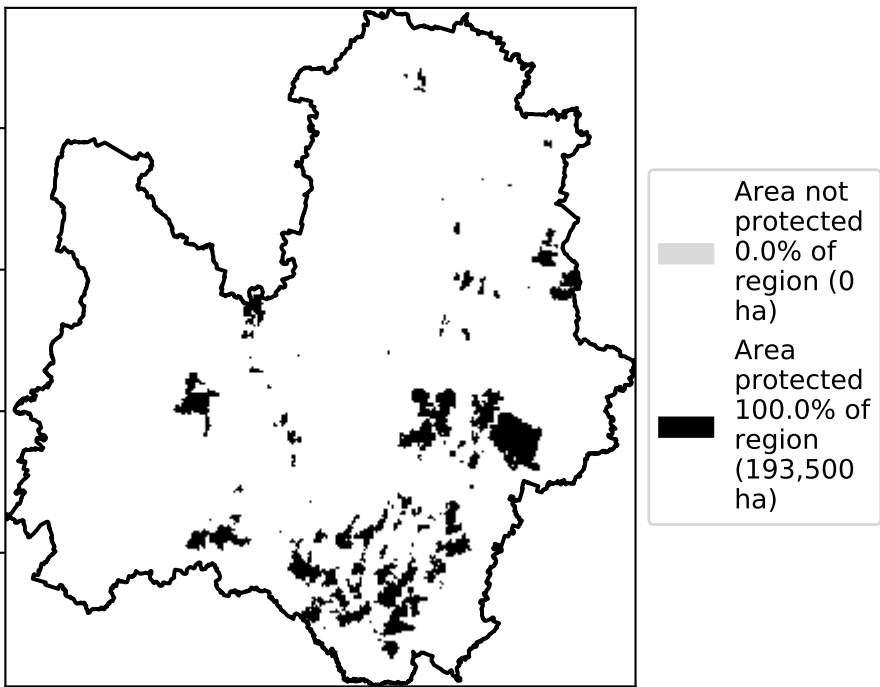 Area not
protected
0.0% of
region (0
ha)
Area
protected
100.0% of
region
(193,500
ha)